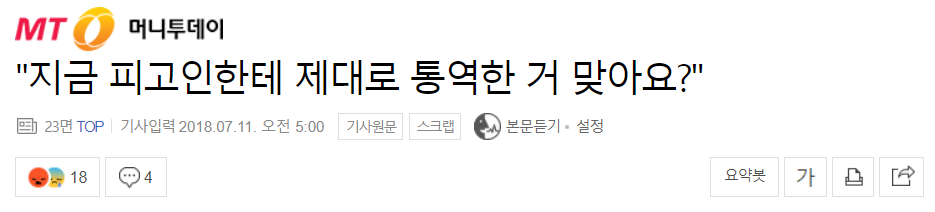 MT 머니투데이
"지금 피고인한테 제대로 통역한 거 맞아요?"
23면 TOP 기사입력 2018.07.11. 오전 5:00 기사원문 스크랩 본문듣기 설정
18 4 요약봇 가